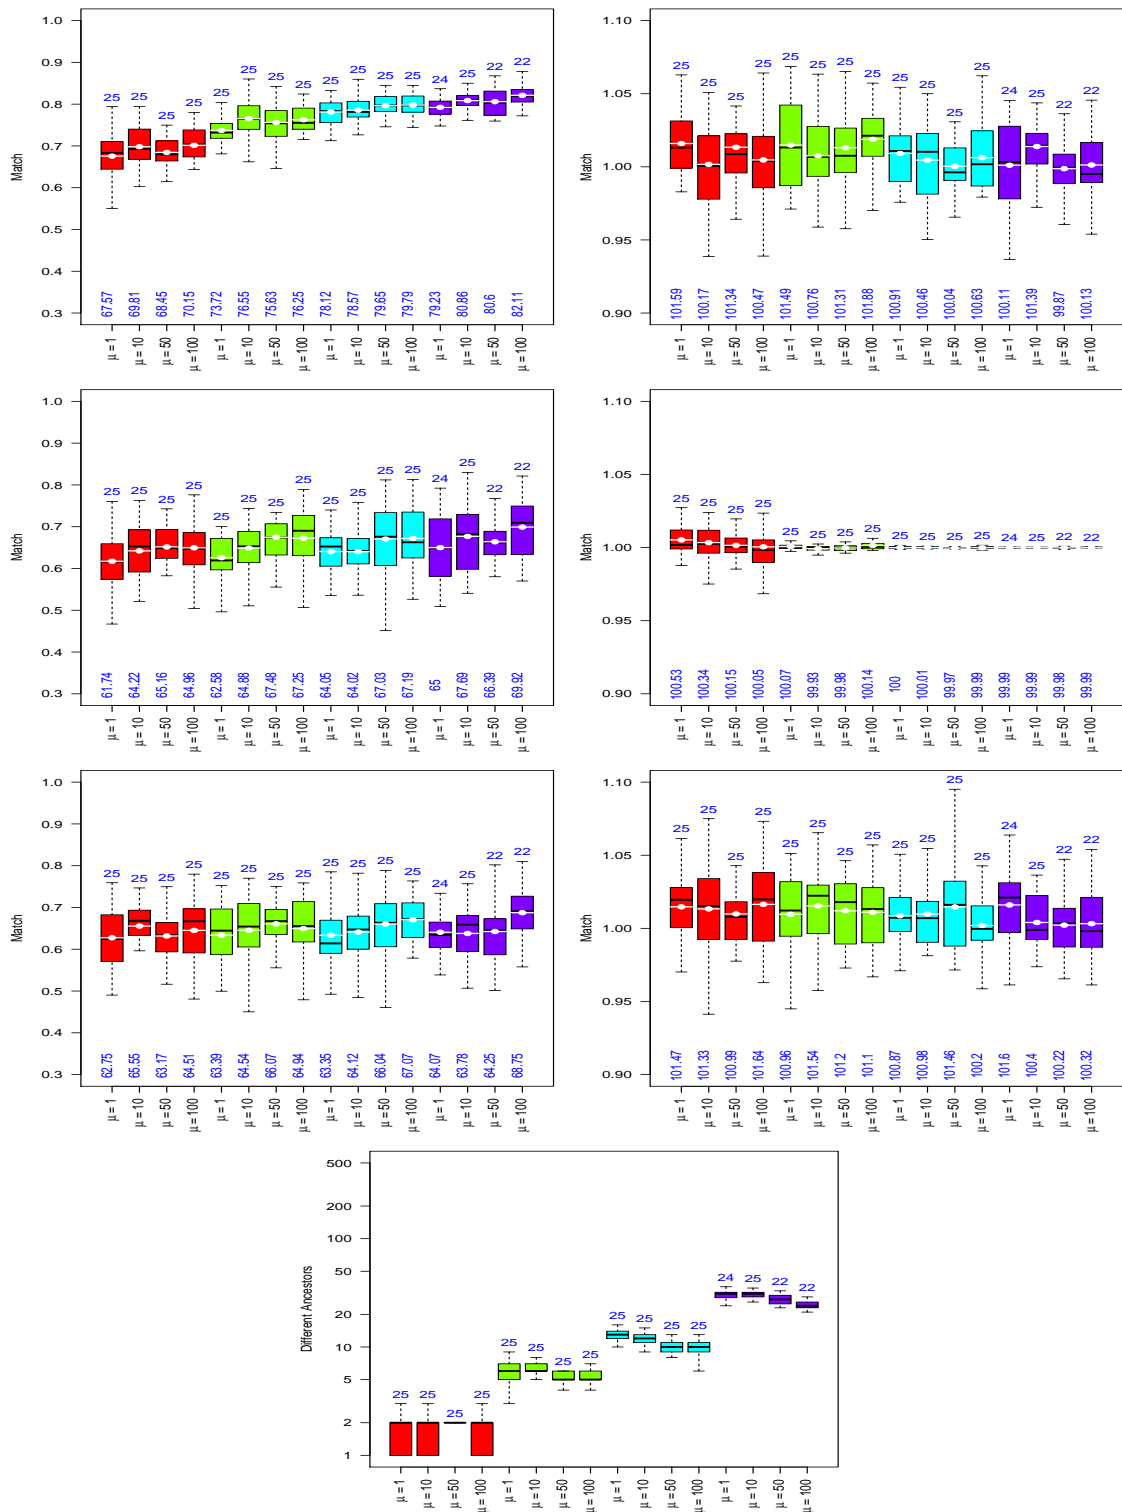 1.0
0.9
0.8
0.7
0.6
0.5
0.4
0.3
Match
25 25 25 25 25 25 25 25 25 25 25 25 24 25 22 22
67.57 69.81 68.45 70.15 73.72 76.55 75.63 76.25 78.12 78.57 79.65 79.79 79.23 80.86 80.6 82.11
μ = 1 μ = 10 μ = 50 μ = 100 μ = 1 μ = 10 μ = 50 μ = 100 μ = 1 μ = 10 μ = 50 μ = 100 μ = 1 μ = 10 μ = 50 μ = 100
1.10
1.05
1.00
0.95
0.90
Match
25 25 25 25 25 25 25 25 25 25 25 25 24 25 22 22
101.59 100.17 101.34 100.47 101.49 100.76 101.31 101.88 100.91 100.46 100.04 100.63 100.11 101.39 99.87 100.13
μ = 1 μ = 10 μ = 50 μ = 100 μ = 1 μ = 10 μ = 50 μ = 100 μ = 1 μ = 10 μ = 50 μ = 100 μ = 1 μ = 10 μ = 50 μ = 100
1.0
0.9
0.8
0.7
0.6
0.5
0.4
0.3
Match
25 25 25 25 25 25 25 25 25 25 25 25 24 25 22 22
61.74 64.22 65.16 64.96 62.58 64.88 67.48 67.25 64.05 64.02 67.03 67.19 65 67.69 66.39 69.92
μ = 1 μ = 10 μ = 50 μ = 100 μ = 1 μ = 10 μ = 50 μ = 100 μ = 1 μ = 10 μ = 50 μ = 100 μ = 1 μ = 10 μ = 50 μ = 100
1.10
1.05
1.00
0.95
0.90
Match
25 25 25 25 25 25 25 25 25 25 25 25 24 25 22 22
100.53 100.34 100.15 100.05 100.07 99.93 99.98 100.14 100 100.01 99.97 99.99 99.99 99.99 99.98 99.99
μ = 1 μ = 10 μ = 50 μ = 100 μ = 1 μ = 10 μ = 50 μ = 100 μ = 1 μ = 10 μ = 50 μ = 100 μ = 1 μ = 10 μ = 50 μ = 100
1.0
0.9
0.8
0.7
0.6
0.5
0.4
0.3
Match
25 25 25 25 25 25 25 25 25 25 25 25 24 25 22 22
62.75 65.55 63.17 64.51 63.39 64.54 66.07 64.94 63.35 64.12 66.04 67.07 64.07 63.78 64.25 68.75
μ = 1 μ = 10 μ = 50 μ = 100 μ = 1 μ = 10 μ = 50 μ = 100 μ = 1 μ = 10 μ = 50 μ = 100 μ = 1 μ = 10 μ = 50 μ = 100
1.10
1.05
1.00
0.95
0.90
Match
25 25 25 25 25 25 25 25 25 25 25 25 24 25 22 22
101.47 101.33 100.99 101.64 100.96 101.54 101.2 101.1 100.87 100.98 101.46 100.2 101.6 100.4 100.22 100.32
μ = 1 μ = 10 μ = 50 μ = 100 μ = 1 μ = 10 μ = 50 μ = 100 μ = 1 μ = 10 μ = 50 μ = 100 μ = 1 μ = 10 μ = 50 μ = 100
500
200
100
50
20
10
5
2
1
Different Ancestors
25 25 25 25 25 25 25 25 25 25 25 25 24 25 22 22
μ = 1 μ = 10 μ = 50 μ = 100 μ = 1 μ = 10 μ = 50 μ = 100 μ = 1 μ = 10 μ = 50 μ = 100 μ = 1 μ = 10 μ = 50 μ = 100